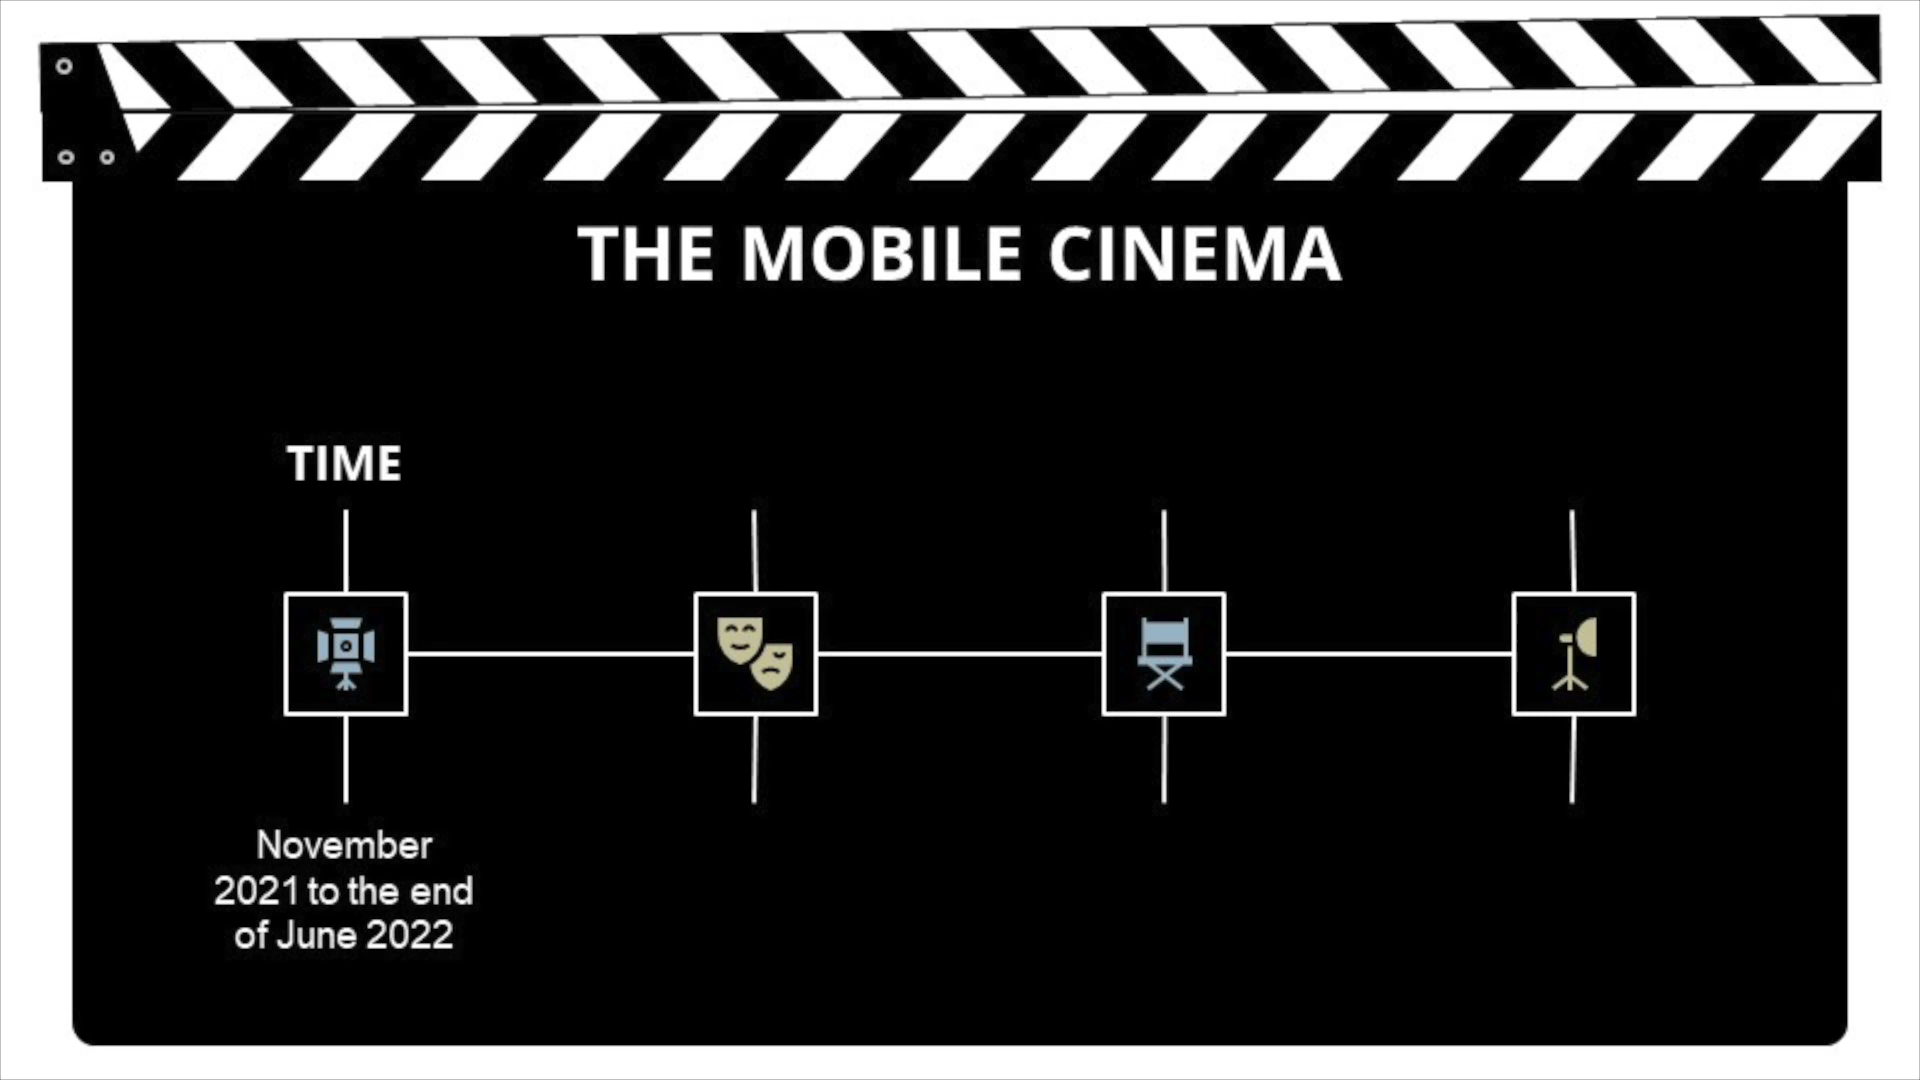 THE MOBILE CINEMA
TIME
November
2021 to the end
of June 2022